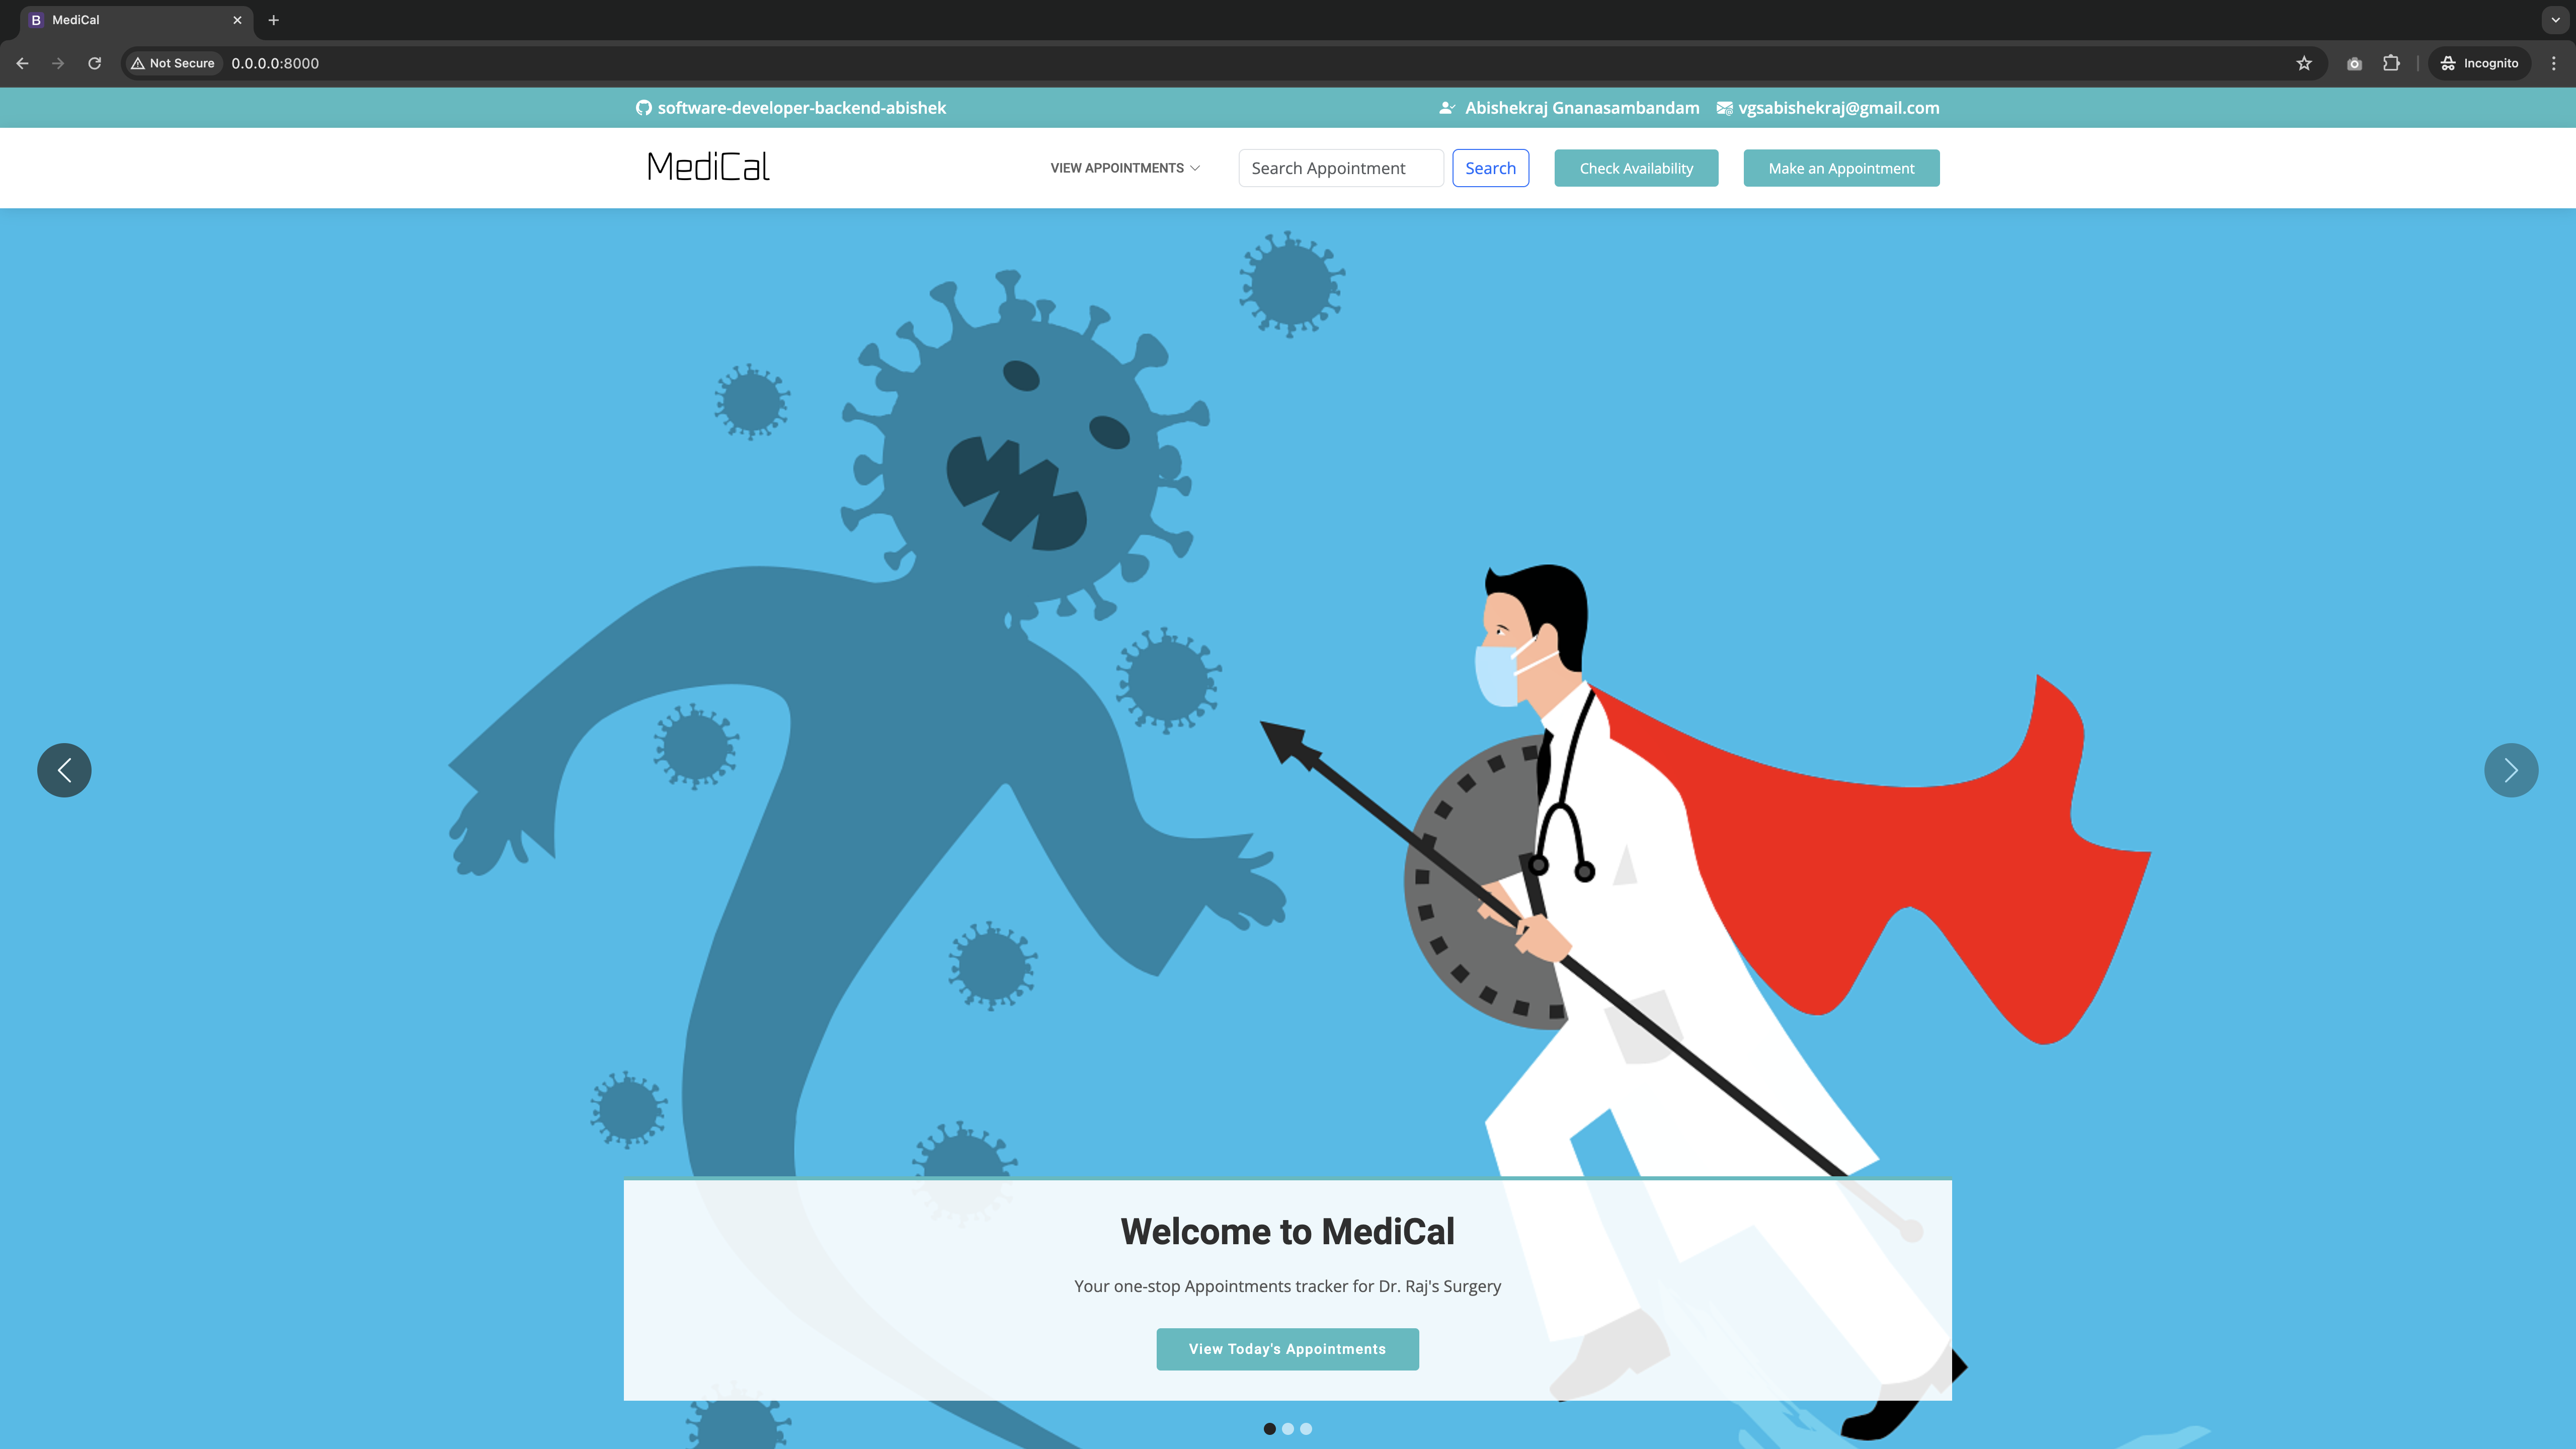 MediCal
Not Secure 0.0.0.0:8000 Incognito
software-developer-backend-abishek Abishekraj Gnanasambandam vgsabishekraj@gmail.com
MediCal VIEW APPOINTMENTS Search Appointment Search Check Availability Make an Appointment
Welcome to MediCal
Your one-stop Appointments tracker for Dr. Raj's Surgery
View Today's Appointments